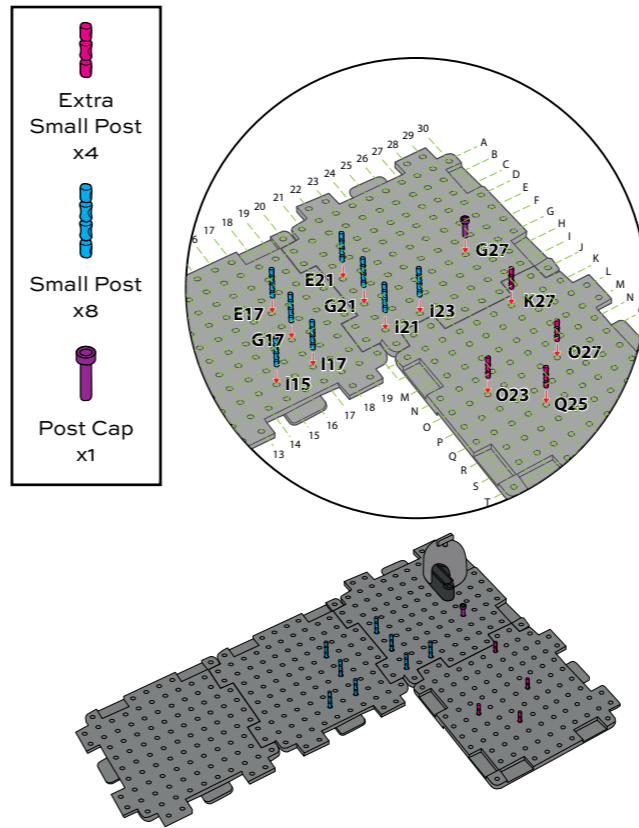 Extra
Small Post
x4
Small Post
x8
Post Cap
x1
16
17
18
19
20
21
22
23
24
25
26
27
28
29
30
A
B
C
D
E
F
G
H
I
J
K
L
M
N
E21
G27
E17
G21
i23
K27
G17
i21
I17
O27
I15
O23
Q25
13
14
15
16
17
18
19
M
N
O
P
Q
R
S
T